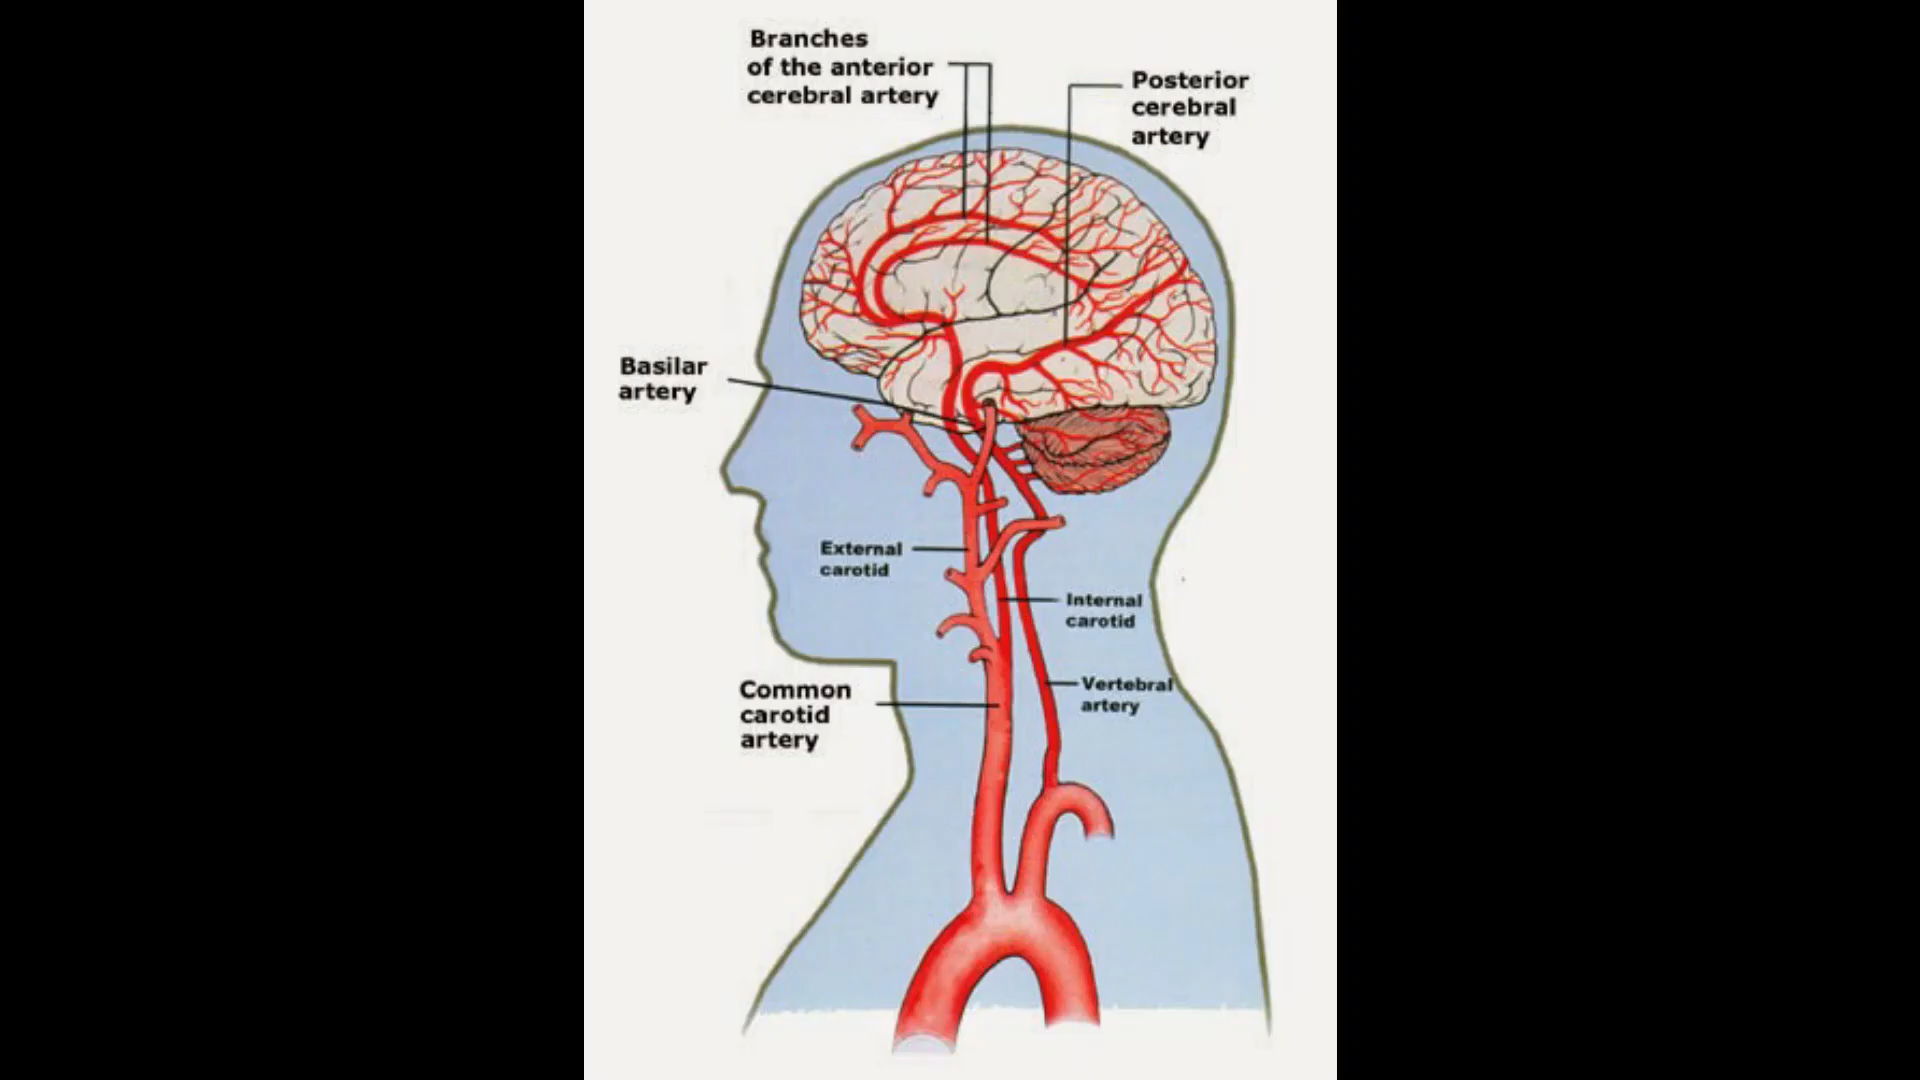 Branches
of the anterior
cerebral artery
Posterior
cerebral
artery
Basilar
artery
External
carotid
Internal
carotid
Common
carotid
artery
Vertebral
artery